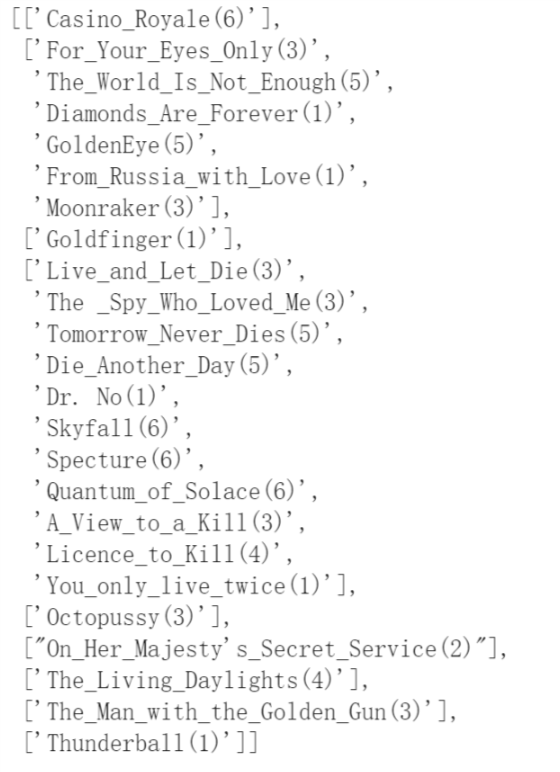 [['Casino_Royale(6)'],
['For_Your_Eyes_Only(3)',
'The_World_Is_Not_Enough(5)',
'Diamonds_Are_Forever(1)',
'GoldenEye(5)',
'From_Russia_with_Love(1)',
'Moonraker(3)'],
['Goldfinger(1)'],
['Live_and_Let_Die(3)',
'The _Spy_Who_Loved_Me(3)',
'Tomorrow_Never_Dies(5)',
'Die_Another_Day(5)',
'Dr. No(1)',
'Skyfall(6)',
'Specture(6)',
'Quantum_of_Solace(6)',
'A_View_to_a_Kill(3)',
'Licence_to_Kill(4)',
'You_only_live_twice(1)'],
['Octopussy(3)'],
["On_Her_Majesty's_Secret_Service(2)"],
['The_Living_Daylights(4)'],
['The_Man_with_the_Golden_Gun(3)'],
['Thunderball(1)']]